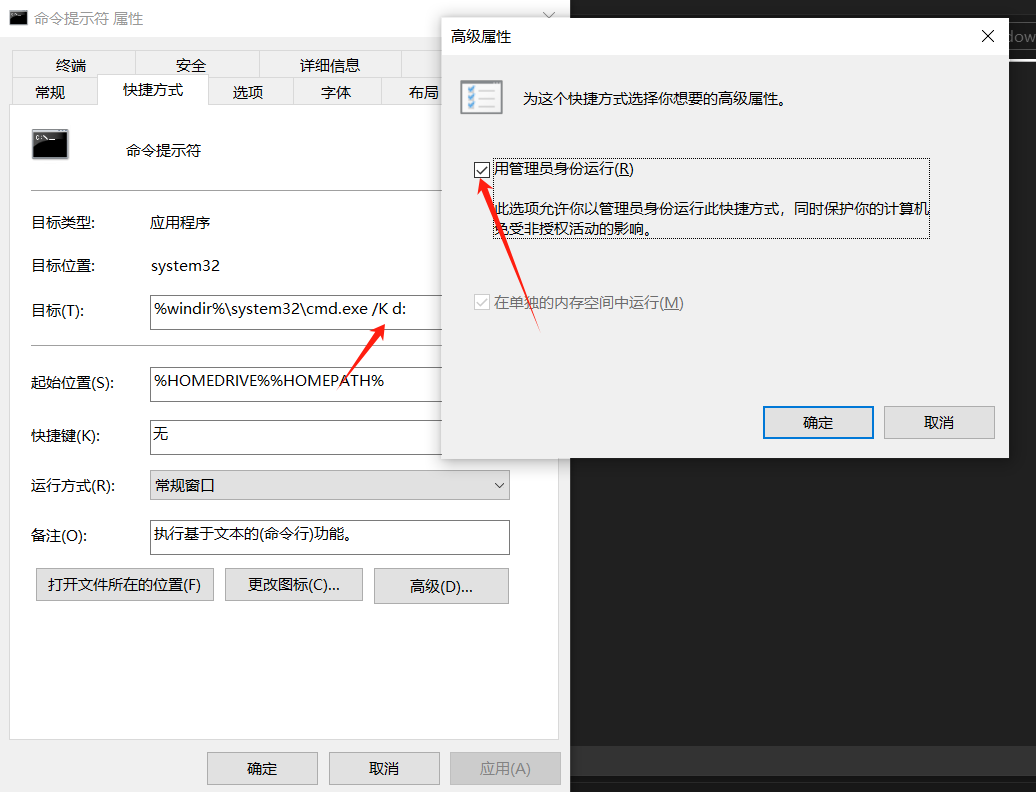 命令提示符 属性
终端
安全
详细信息
常规
快捷方式
选项
字体
布局
C:\._
命令提示符
目标类型:
应用程序
目标位置:
system32
目标(T):
%windir%\system32\cmd.exe /K d:
起始位置(S):
%HOMEDRIVE%%HOMEPATH%
快捷键(K):
无
运行方式(R):
常规窗口
备注(O):
执行基于文本的(命令行)功能。
打开文件所在的位置(F)
更改图标(C)...
高级(D)...
确定
取消
应用(A)
高级属性
为这个快捷方式选择你想要的高级属性。
用管理员身份运行(R)
此选项允许你以管理员身份运行此快捷方式，同时保护你的计算机
免受非授权活动的影响。
在单独的内存空间中运行(M)
确定
取消